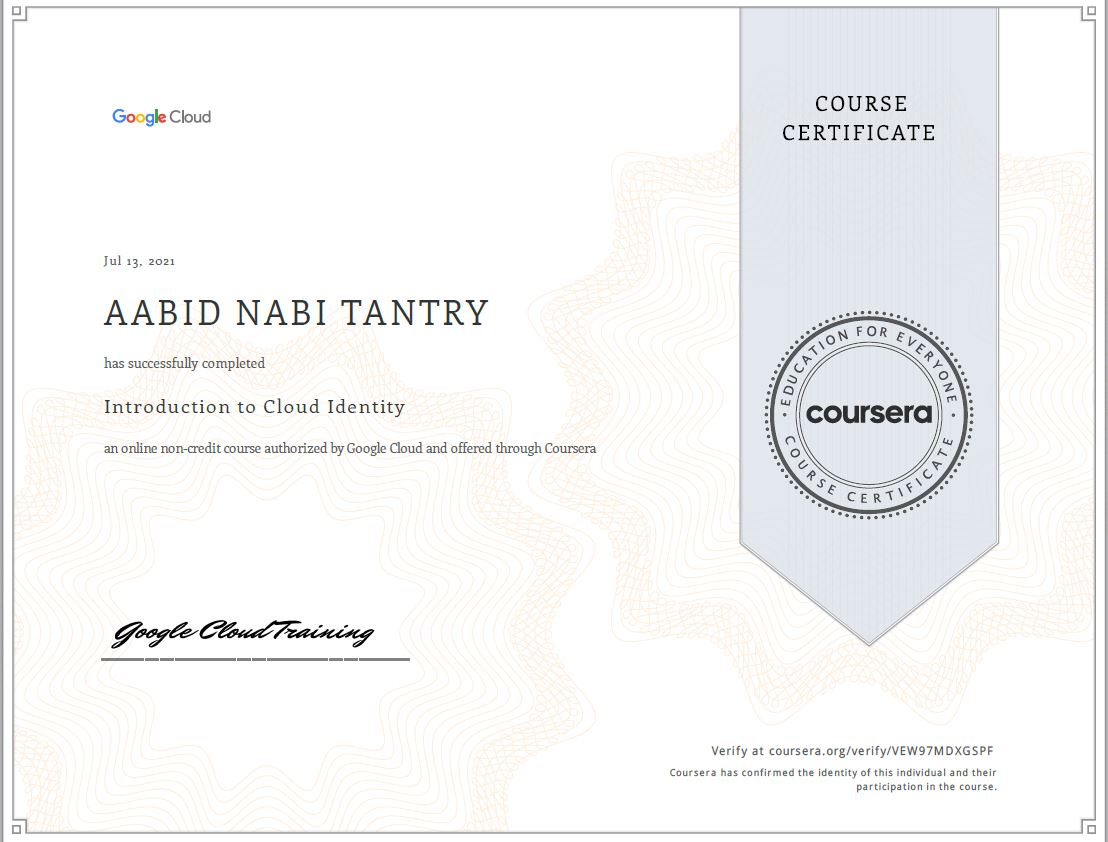 Google Cloud
COURSE
CERTIFICATE
Jul 13, 2021
AABID NABI TANTRY
has successfully completed
Introduction to Cloud Identity
an online non-credit course authorized by Google Cloud and offered through Coursera
EDUCATION FOR EVERYONE
coursera
COURSE CERTIFICATE
Google Cloud Training
Verify at coursera.org/verify/VEW97MDXGSPF
Coursera has confirmed the identity of this individual and their
participation in the course.